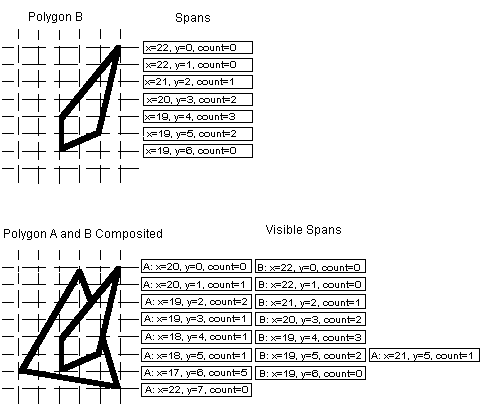 Polygon B Spans
x=22, y=0, count=0
x=22, y=1, count=0
x=21, y=2, count=1
x=20, y=3, count=2
x=19, y=4, count=3
x=19, y=5, count=2
x=19, y=6, count=0
Polygon A and B Composited Visible Spans
A: x=20, y=0, count=0 B: x=22, y=0, count=0
A: x=20, y=1, count=1 B: x=22, y=1, count=0
A: x=19, y=2, count=2 B: x=21, y=2, count=1
A: x=19, y=3, count=1 B: x=20, y=3, count=2
A: x=18, y=4, count=1 B: x=19, y=4, count=3
A: x=18, y=5, count=1 B: x=19, y=5, count=2 A: x=21, y=5, count=1
A: x=17, y=6, count=5 B: x=19, y=6, count=0
A: x=22, y=7, count=0